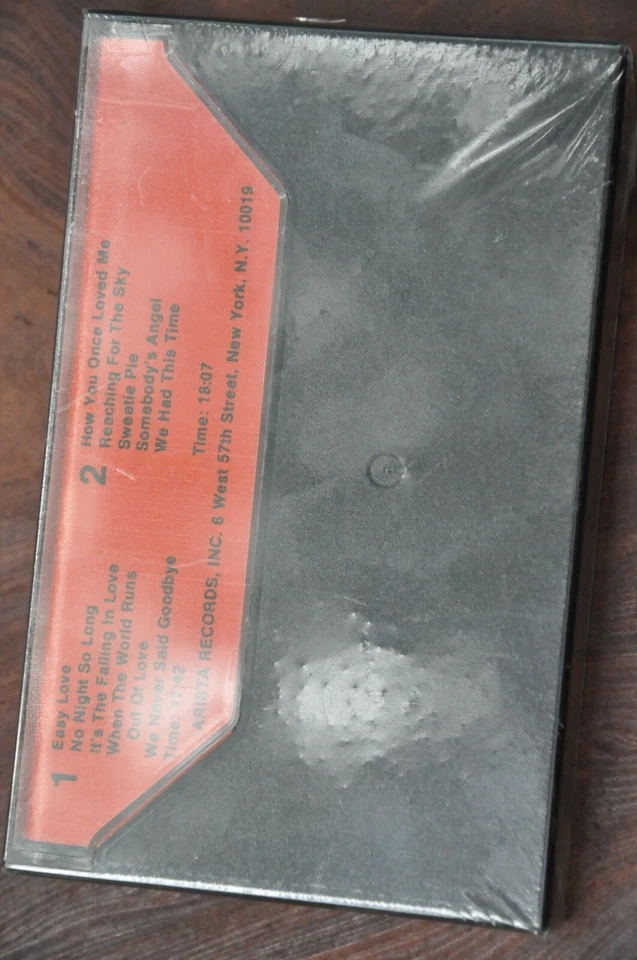 1
Easy Love
No Night So Long
It's The Falling In Love
When The World Runs
Out Of Love
We Never Said Goodbye
Time: 17:42
2
How You Once Loved Me
Reaching For The Sky
Sweetie Pie
Somebody's Angel
We Had This Time
Time: 18:07
ARISTA RECORDS, INC. 6 West 57th Street, New York, N.Y. 10019